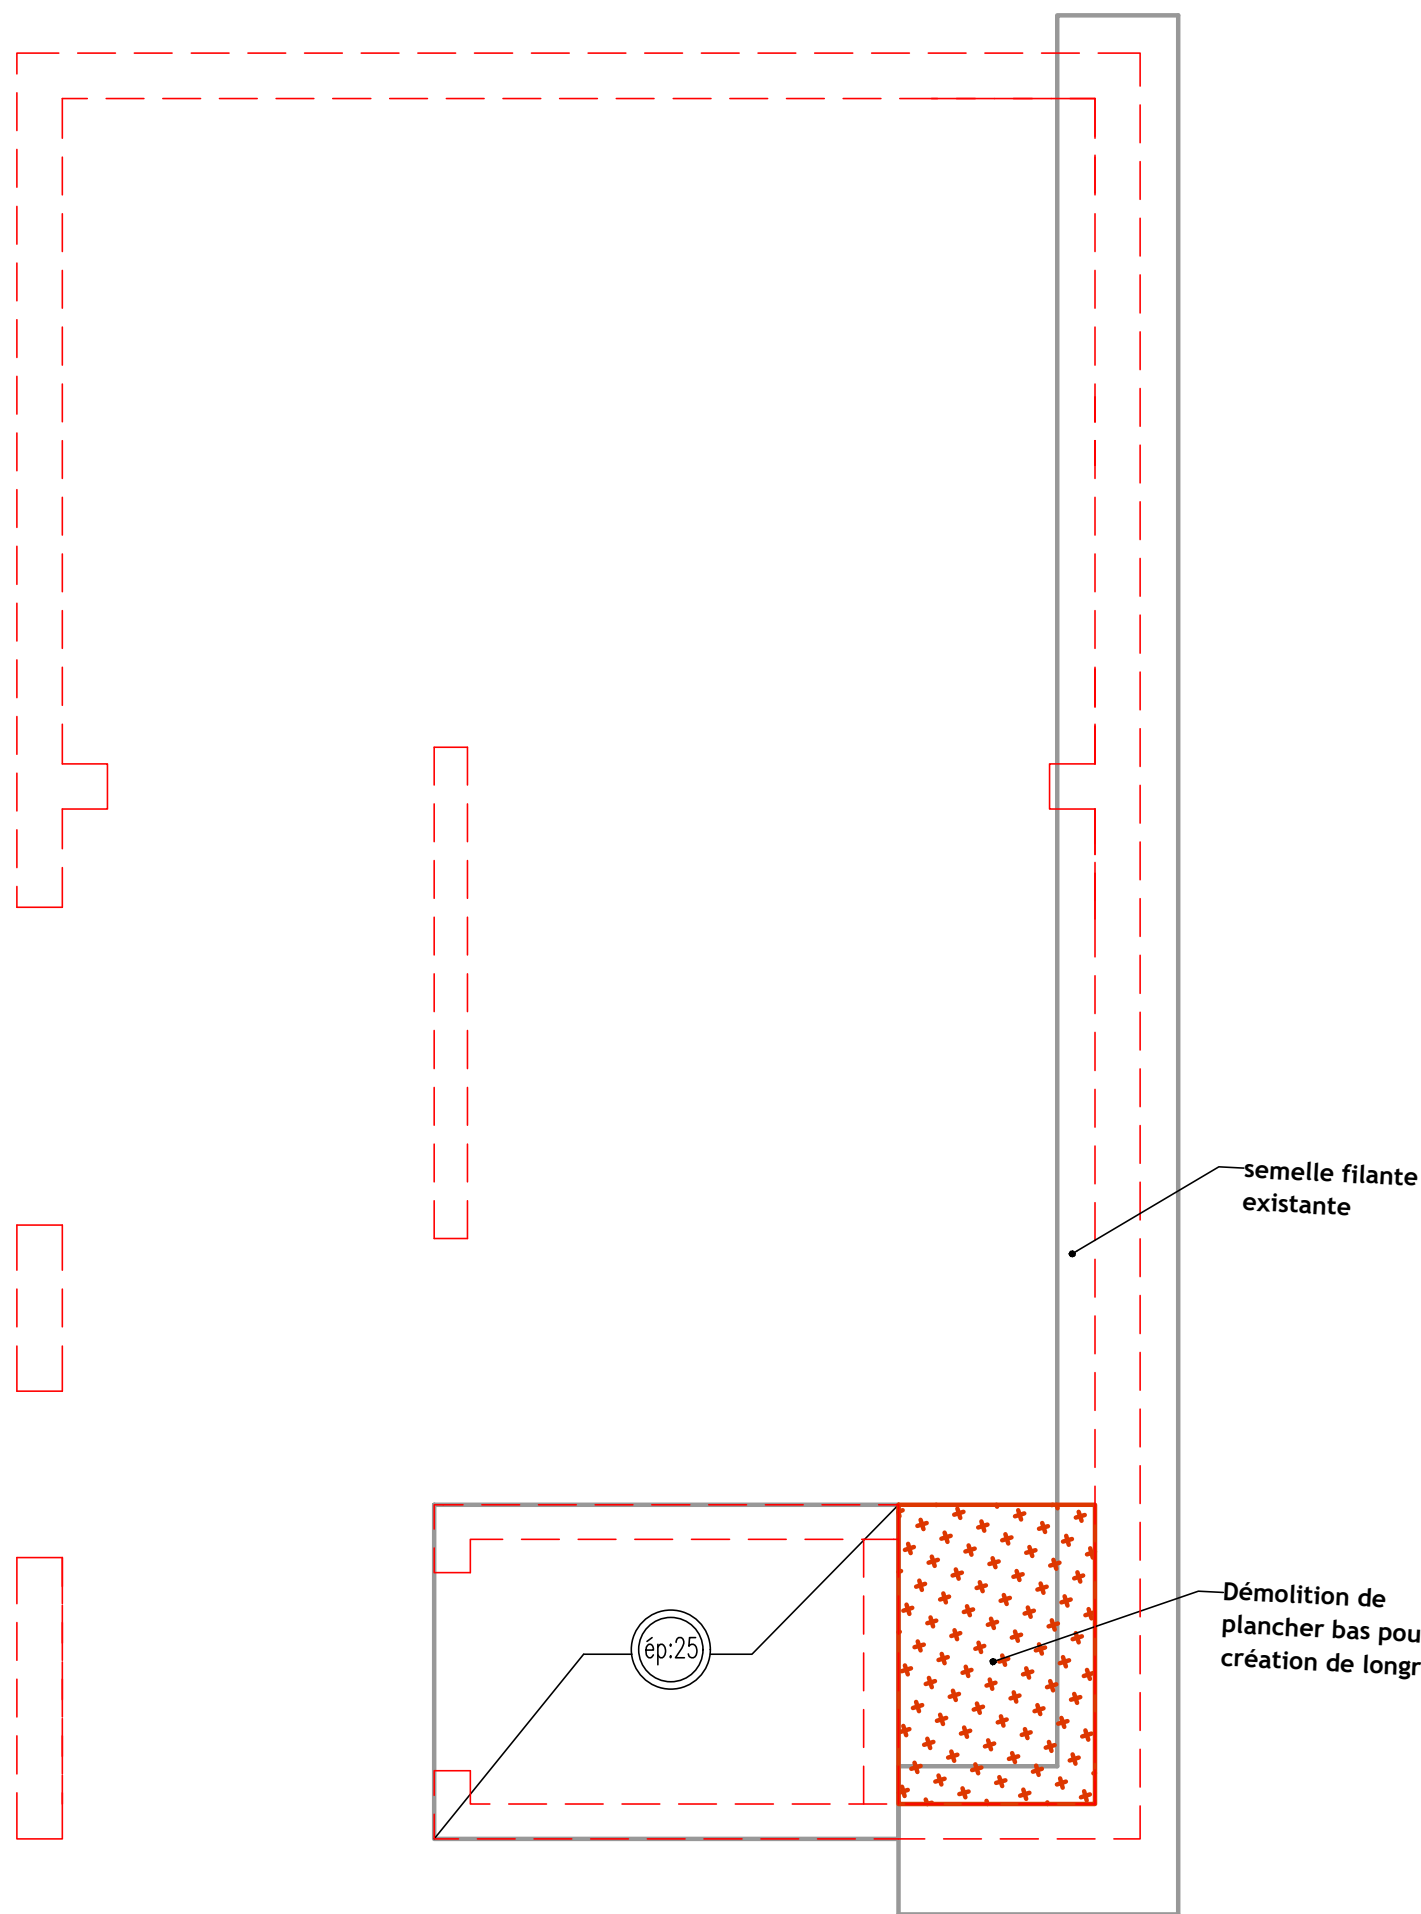 semelle filante
existante
Démolition de
plancher bas pou
création de longr
ép:25